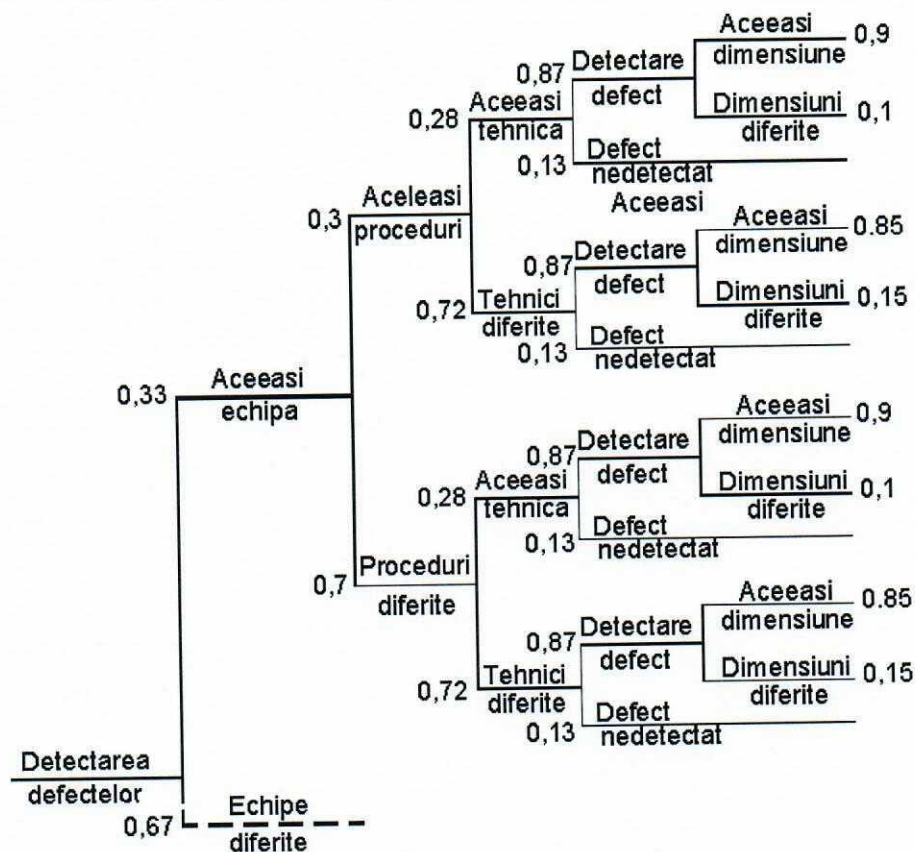 Aceeasi 0,9
dimensiune
0,87 Detectare
defect
Dimensiuni 0,1
diferite
0,28 Aceeasi
tehnica
0,13 Defect
nedetectat
Aceeasi
0,3 Aceleasi
proceduri
Aceeasi 0.85
dimensiune
0,87 Detectare
defect
Dimensiuni 0,15
diferite
0,72 Tehnici
diferite
0,13 Defect
nedetectat
0,33 Aceeasi
echipa
Aceeasi 0,9
dimensiune
0,87 Detectare
defect
Dimensiuni 0,1
diferite
0,28 Aceeasi
tehnica
0,13 Defect
nedetectat
0,7 Proceduri
diferite
Aceeasi 0.85
dimensiune
0,87 Detectare
defect
Dimensiuni 0,15
diferite
0,72 Tehnici
diferite
0,13 Defect
nedetectat
Detectarea
defectelor
0,67 Echipe
diferite